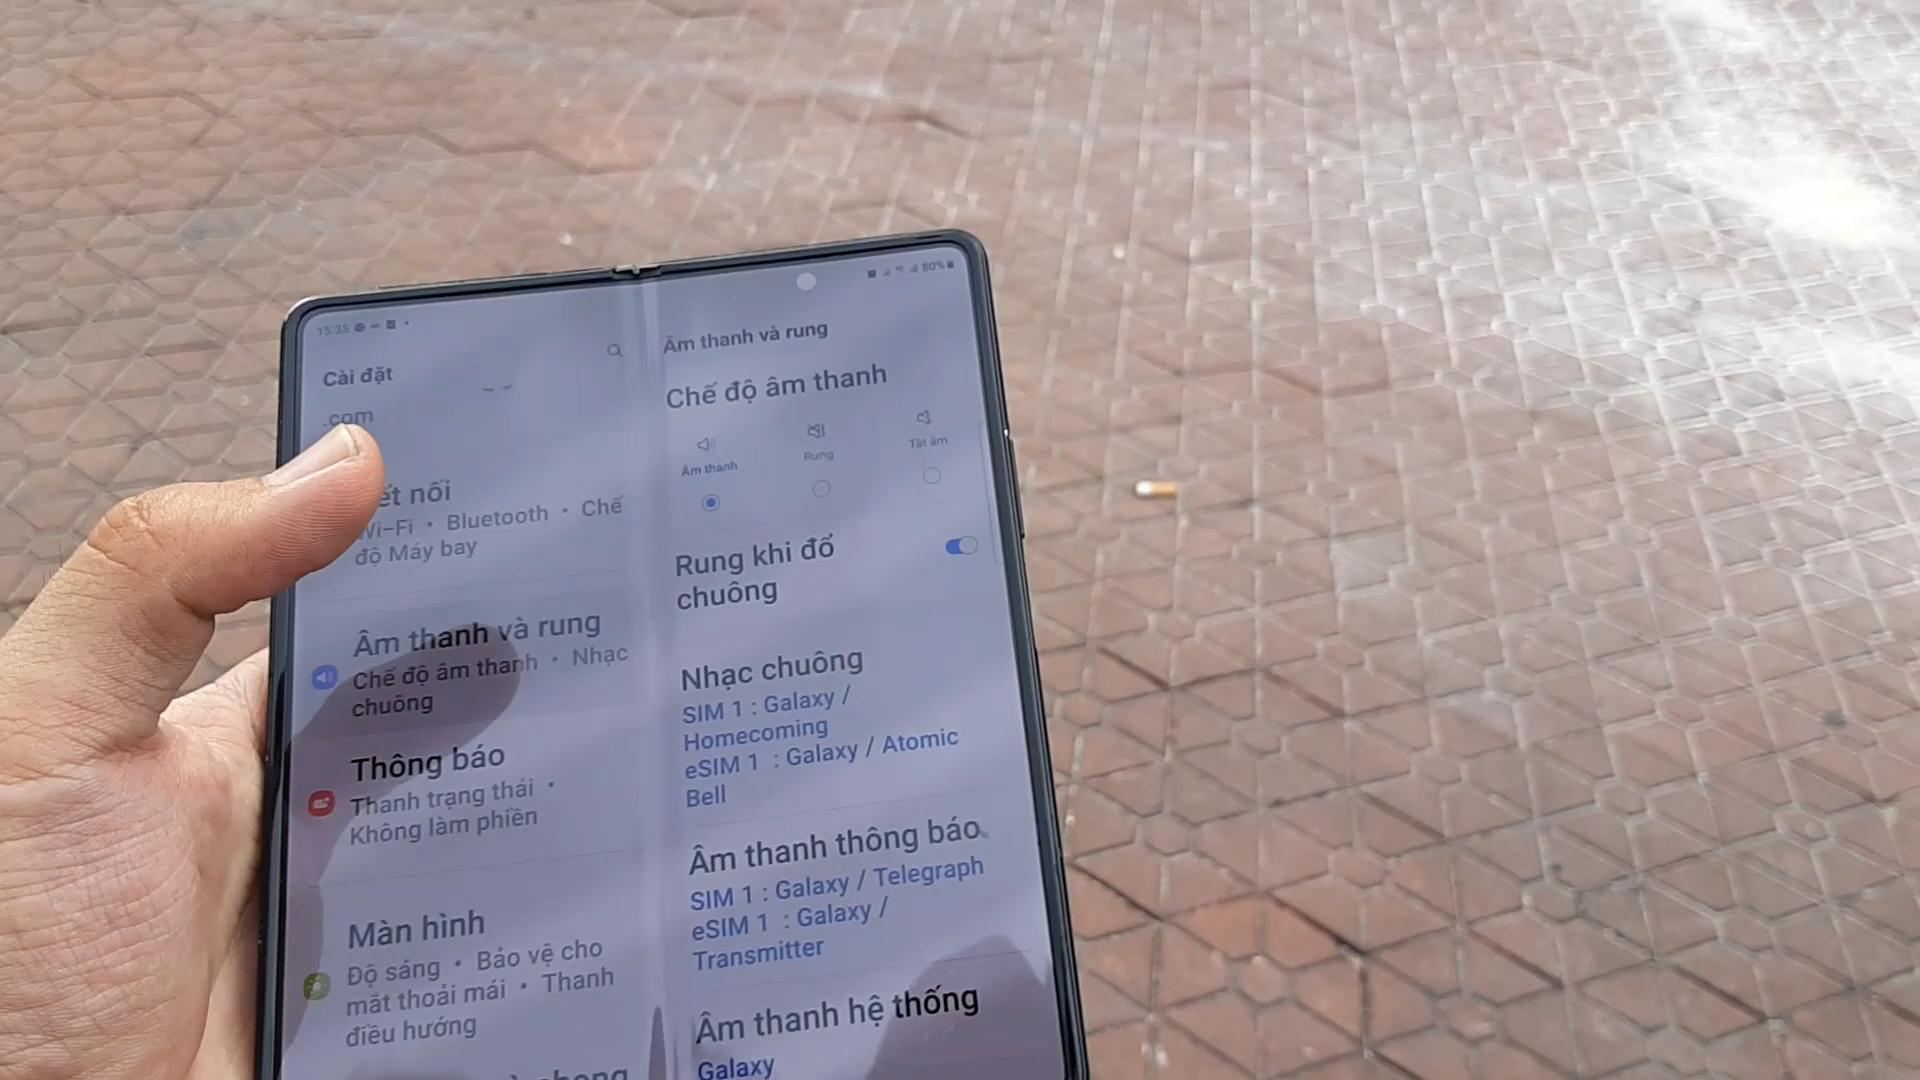 15:35
80%
Cài đặt
.com
ết nối
Wi-Fi • Bluetooth • Chế
độ Máy bay
Âm thanh và rung
Chế độ âm thanh • Nhạc
chuông
Thông báo
Thanh trạng thái •
Không làm phiền
Màn hình
Độ sáng • Bảo vệ cho
mắt thoải mái • Thanh
điều hướng
Âm thanh và rung
Chế độ âm thanh
Âm thanh
Rung
Tắt âm
Rung khi đổ
chuông
Nhạc chuông
SIM 1 : Galaxy /
Homecoming
eSIM 1 : Galaxy / Atomic
Bell
Âm thanh thông báo
SIM 1 : Galaxy / Telegraph
eSIM 1 : Galaxy /
Transmitter
Âm thanh hệ thống
Galaxy